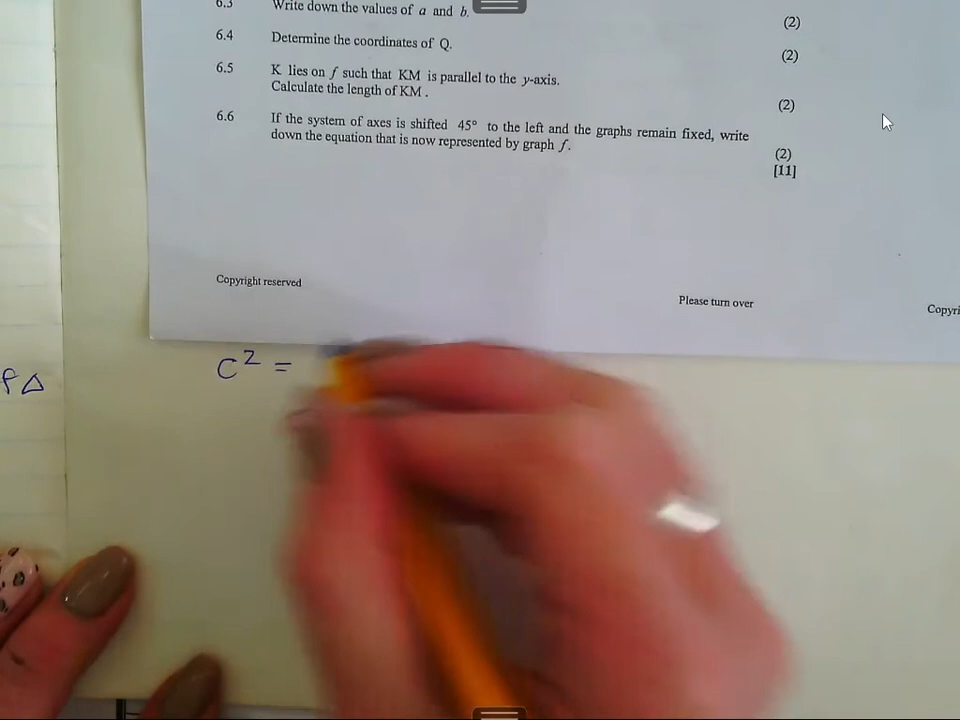 6.3 Write down the values of a and b. (2)
6.4 Determine the coordinates of Q. (2)
6.5 K lies on f such that KM is parallel to the y-axis.
Calculate the length of KM . (2)
6.6 If the system of axes is shifted 45° to the left and the graphs remain fixed, write
down the equation that is now represented by graph f. (2)
[11]
Copyright reserved
Please turn over
Copyri
C² =